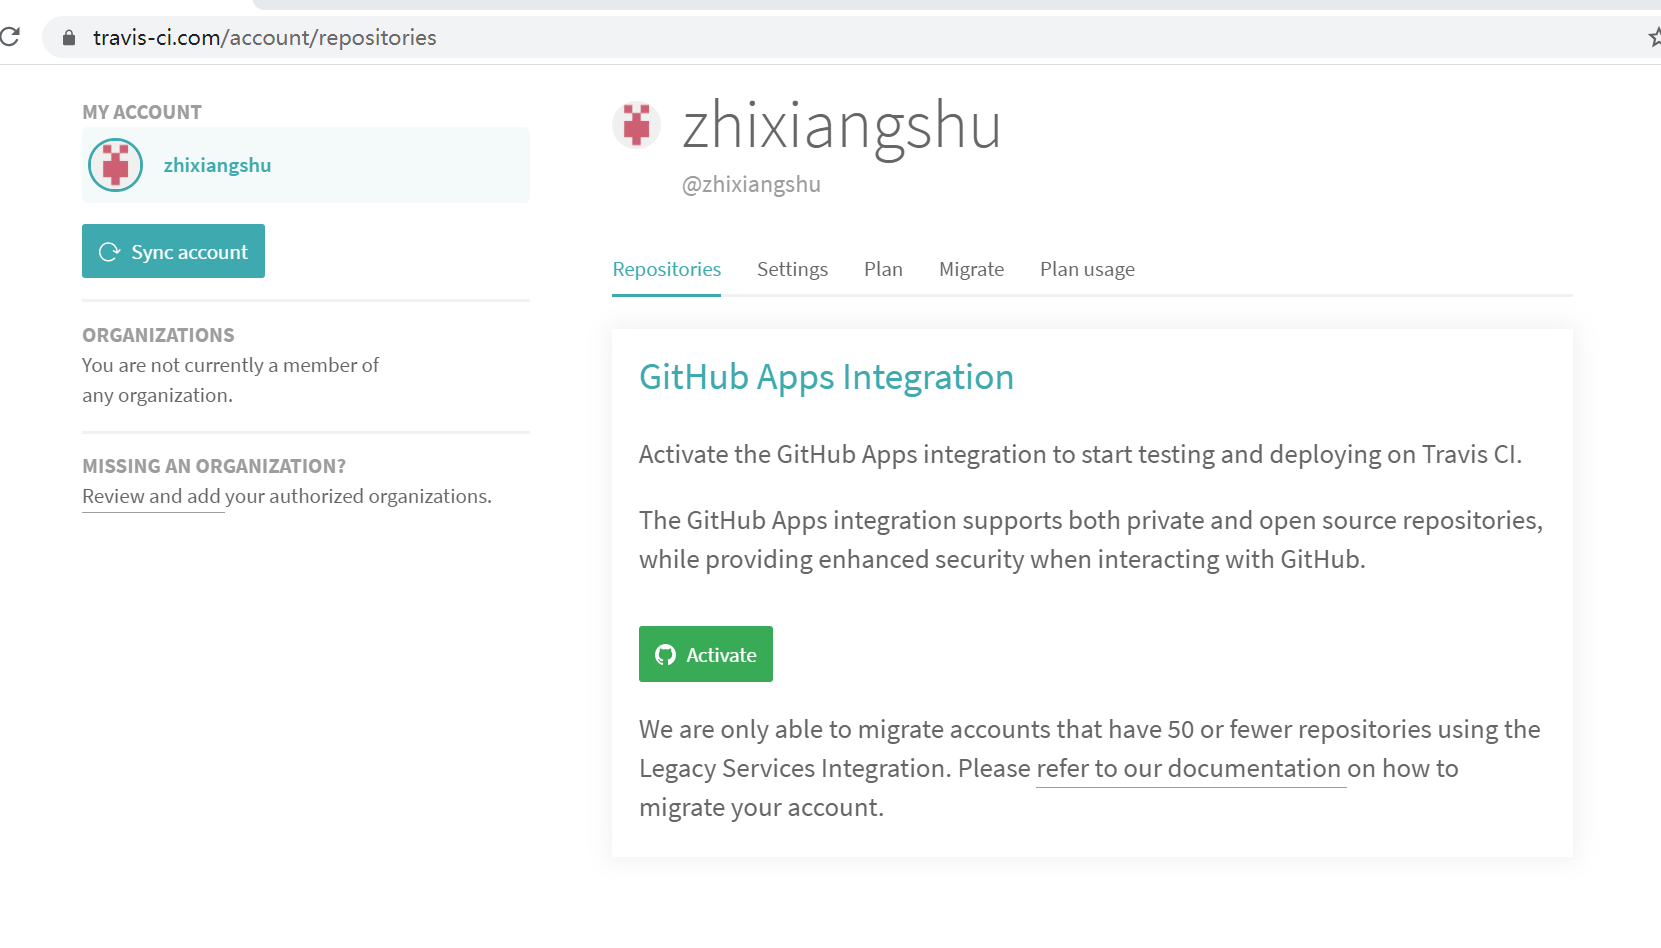 travis-ci.com/account/repositories
MY ACCOUNT
zhixiangshu
Sync account
ORGANIZATIONS
You are not currently a member of
any organization.
MISSING AN ORGANIZATION?
Review and add your authorized organizations.
zhixiangshu
@zhixiangshu
Repositories Settings Plan Migrate Plan usage
GitHub Apps Integration
Activate the GitHub Apps integration to start testing and deploying on Travis CI.
The GitHub Apps integration supports both private and open source repositories,
while providing enhanced security when interacting with GitHub.
Activate
We are only able to migrate accounts that have 50 or fewer repositories using the
Legacy Services Integration. Please refer to our documentation on how to
migrate your account.